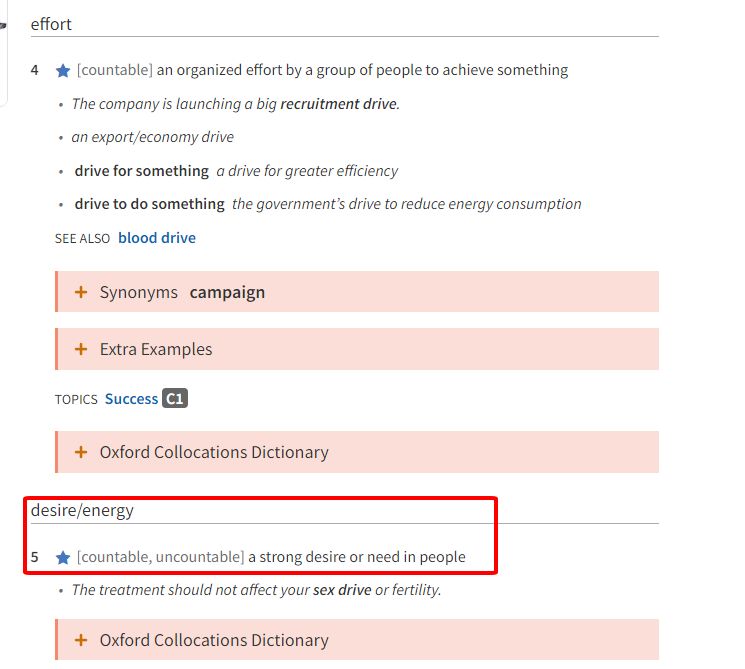 effort
4 [countable] an organized effort by a group of people to achieve something
• The company is launching a big recruitment drive.
• an export/economy drive
• drive for something a drive for greater efficiency
• drive to do something the government’s drive to reduce energy consumption
SEE ALSO blood drive
+ Synonyms campaign
+ Extra Examples
TOPICS Success C1
+ Oxford Collocations Dictionary
desire/energy
5 [countable, uncountable] a strong desire or need in people
• The treatment should not affect your sex drive or fertility.
+ Oxford Collocations Dictionary